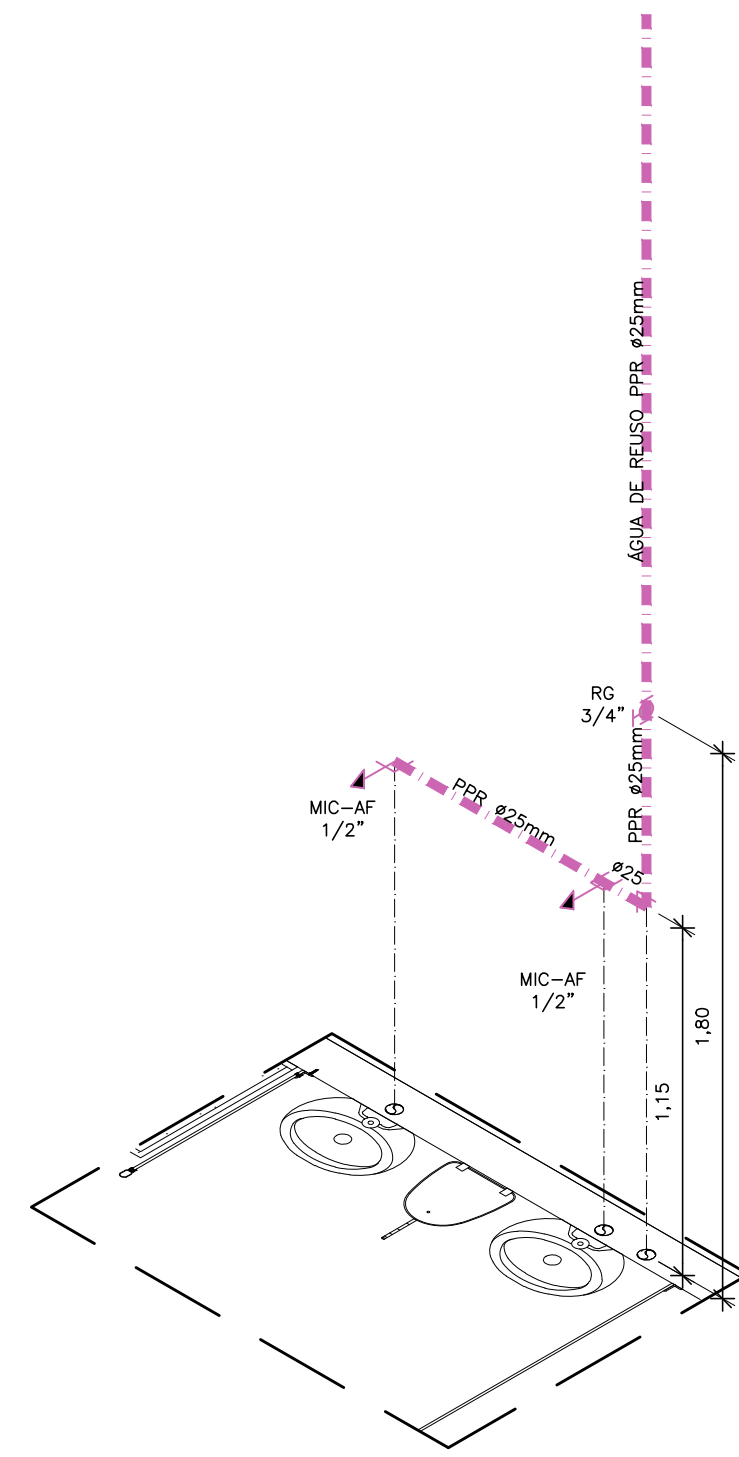 ÁGUA DE REUSO PPR ø25mm
RG
3/4"
PPR ø25mm
PPR ø25mm
MIC-AF
1/2"
ø25
MIC-AF
1/2"
1,80
1,15